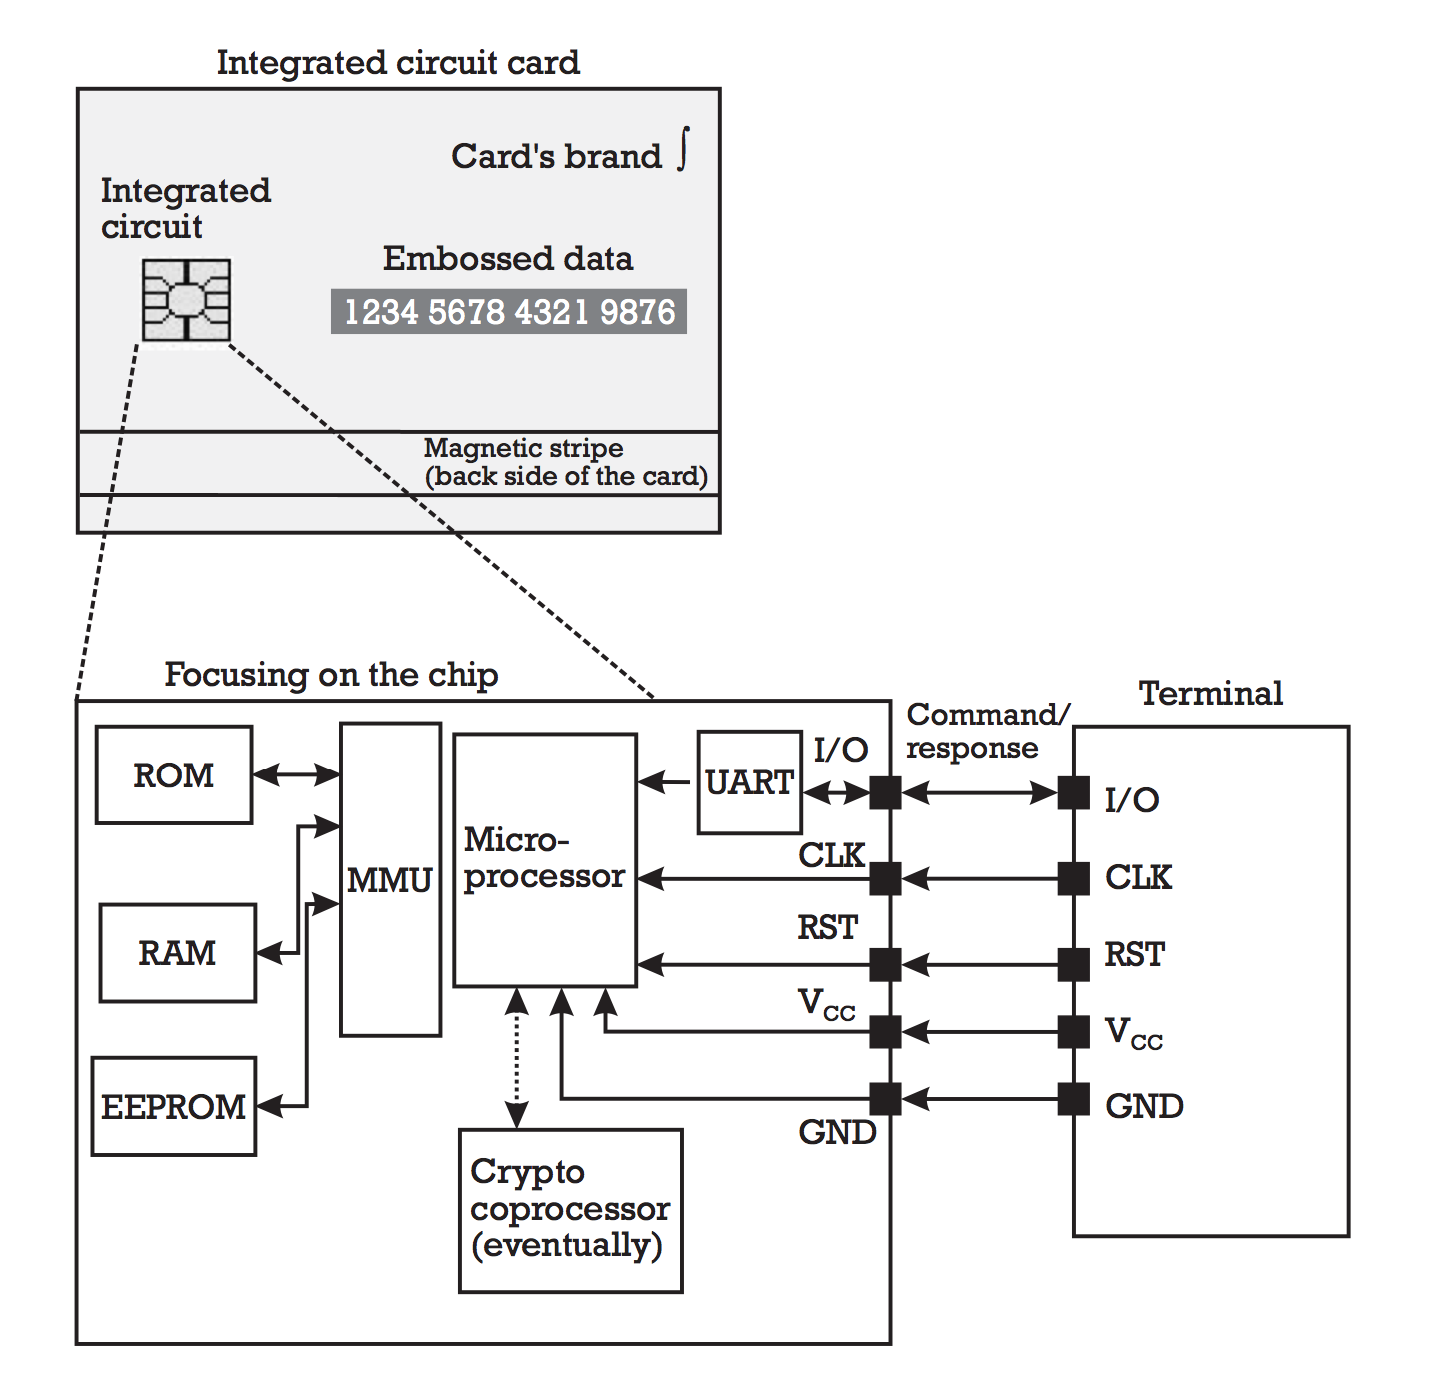 Integrated circuit card
Card's brand ∫
Integrated
circuit
Embossed data
1234 5678 4321 9876
Magnetic stripe
(back side of the card)
Focusing on the chip
Terminal
Command/
response
ROM
RAM
EEPROM
MMU
Micro-
processor
UART
I/O
CLK
RST
VCC
GND
Crypto
coprocessor
(eventually)
I/O
CLK
RST
VCC
GND